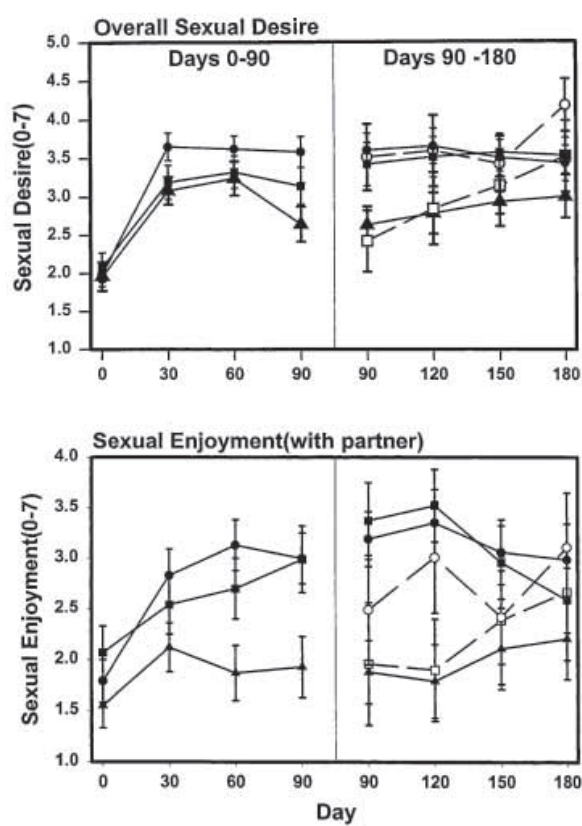 Overall Sexual Desire
Days 0-90
Days 90 -180
Sexual Desire(0-7)
5.0
4.5
4.0
3.5
3.0
2.5
2.0
1.5
1.0
0 30 60 90 90 120 150 180
Sexual Enjoyment(with partner)
Sexual Enjoyment(0-7)
4.0
3.5
3.0
2.5
2.0
1.5
1.0
0 30 60 90 90 120 150 180
Day